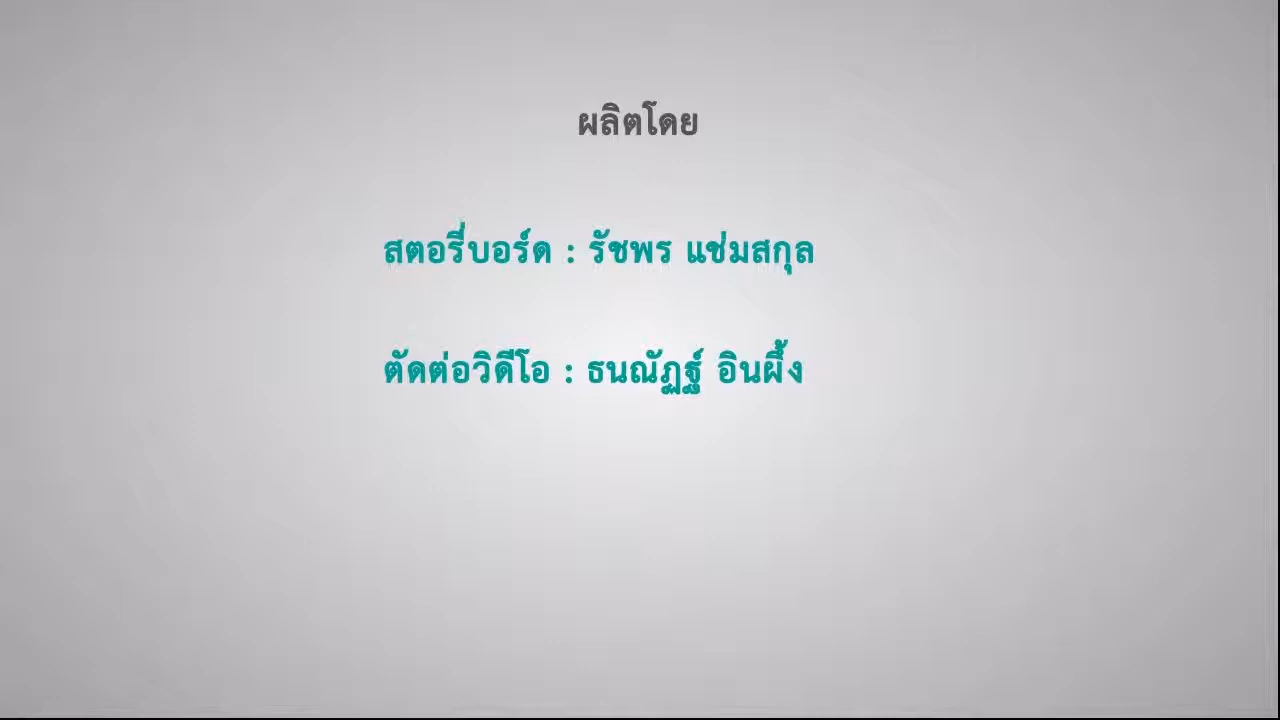 ผลิตโดย
สตอรี่บอร์ด : รัชพร แช่มสกุล
ตัดต่อวิดีโอ : ธนณัฏฐ์ อินผึ้ง